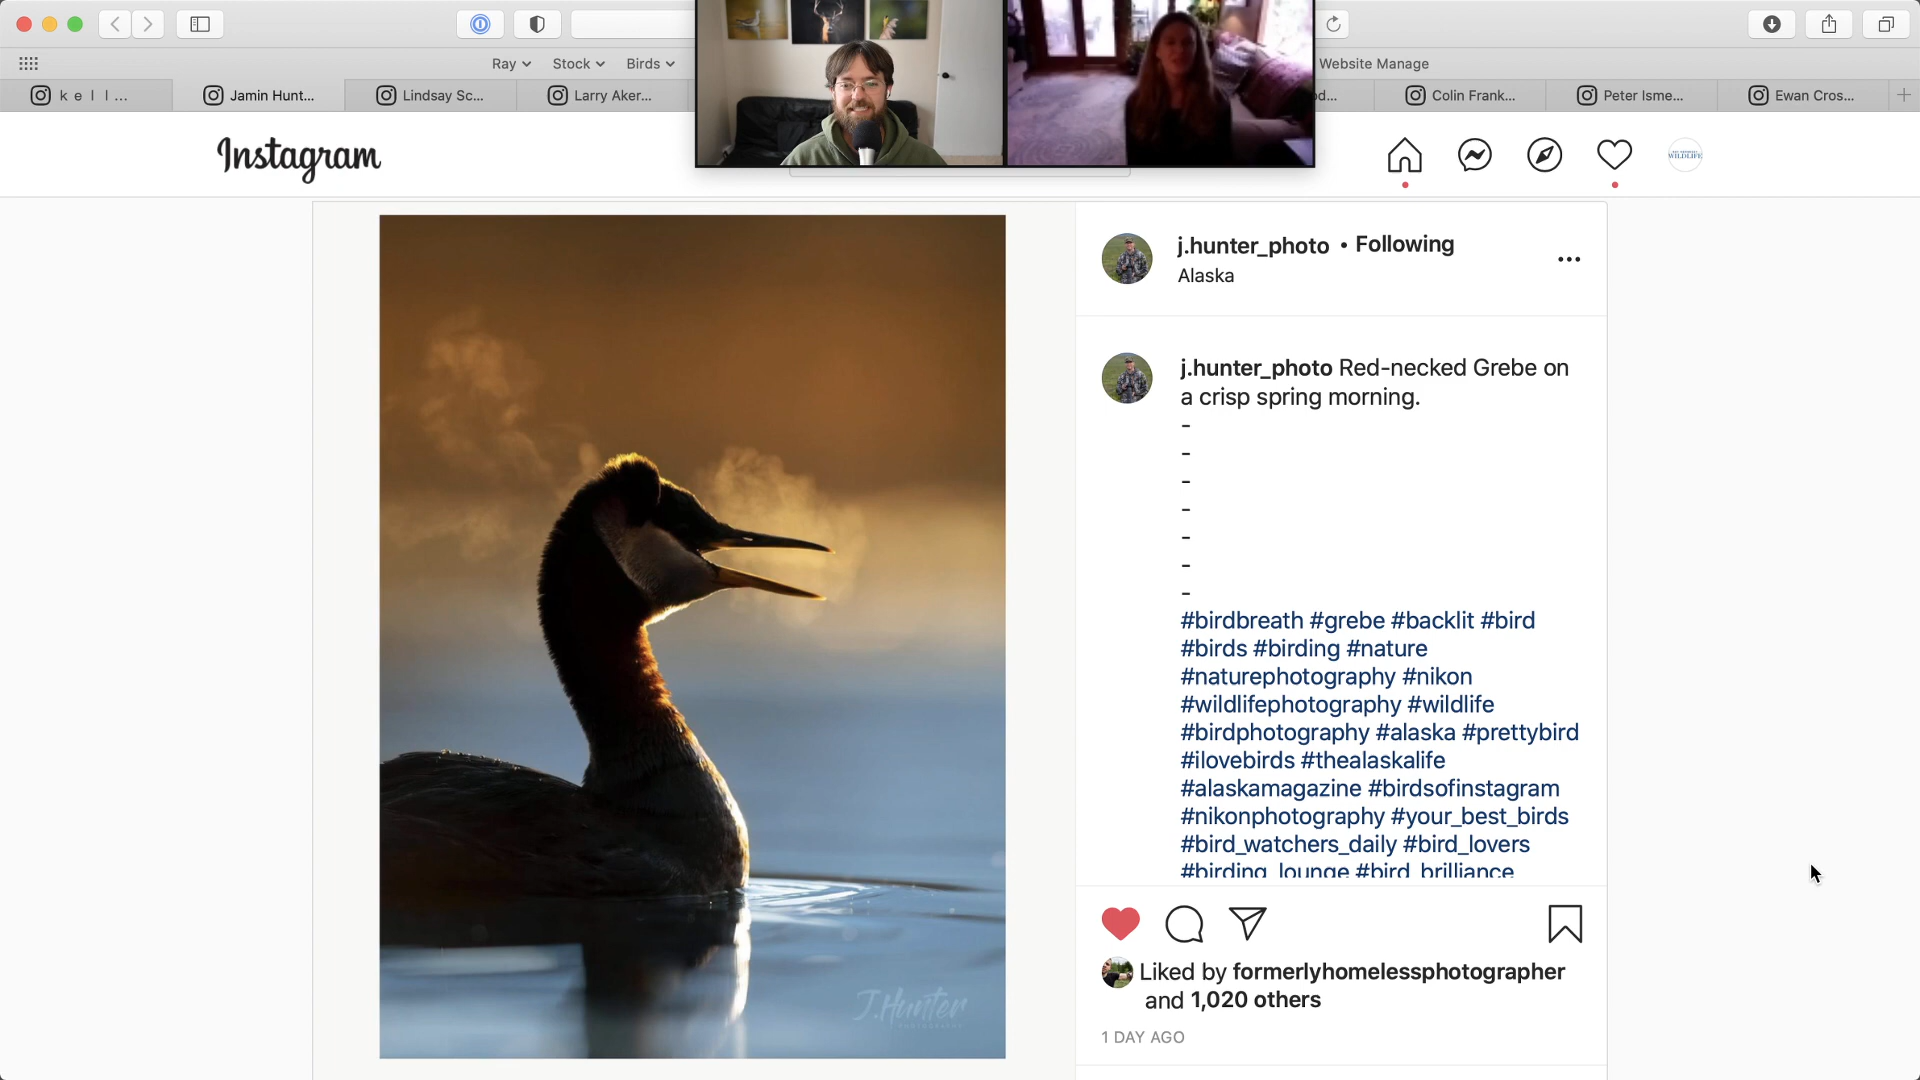 Ray
Stock
Birds
Website Manage
k e l l ...
Jamin Hunt...
Lindsay Sc...
Larry Aker...
d...
Colin Frank...
Peter Isme...
Ewan Cros...
Instagram
WILDLIFE
j.hunter_photo • Following
Alaska
j.hunter_photo Red-necked Grebe on
a crisp spring morning.
-
-
-
-
-
-
-
#birdbreath #grebe #backlit #bird
#birds #birding #nature
#naturephotography #nikon
#wildlifephotography #wildlife
#birdphotography #alaska #prettybird
#ilovebirds #thealaskalife
#alaskamagazine #birdsofinstagram
#nikonphotography #your_best_birds
#bird_watchers_daily #bird_lovers
#birding_lounge #bird_brilliance
J.Hunter
PHOTOGRAPHY
Liked by formerlyhomelessphotographer
and 1,020 others
1 DAY AGO